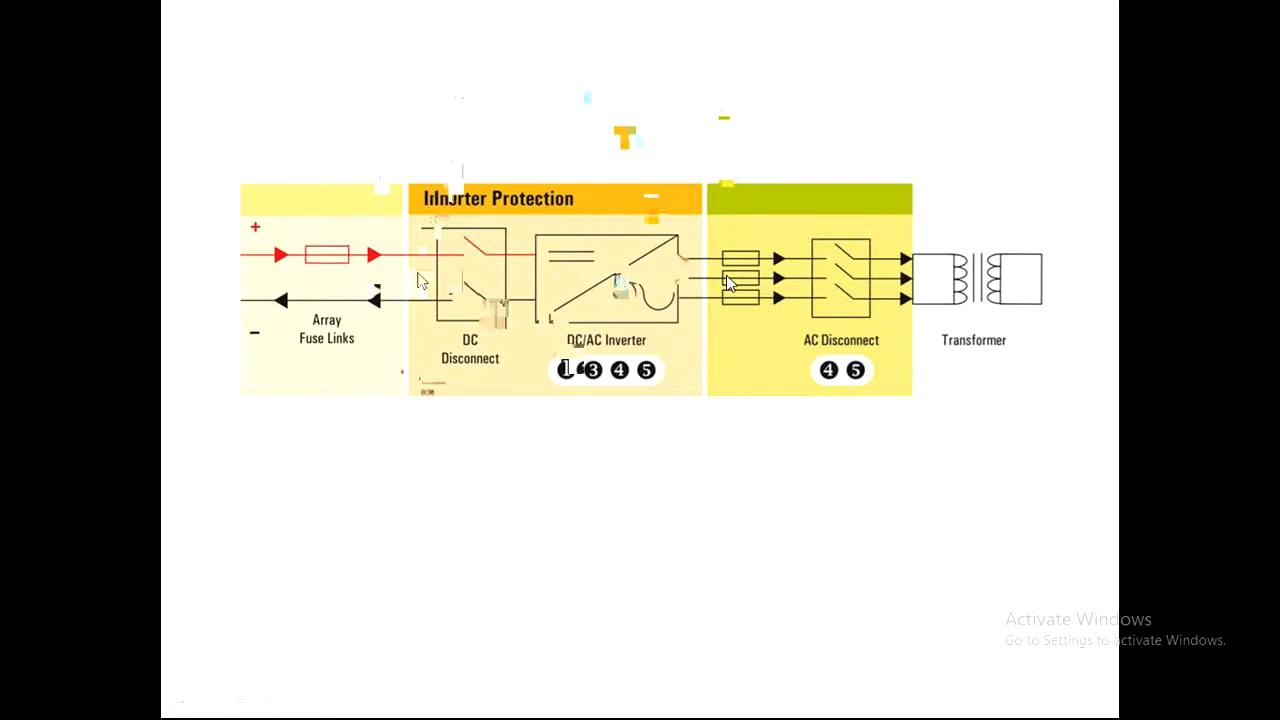 Inverter Protection
+
−
Array
Fuse Links
DC
Disconnect
DC/AC Inverter
3 4 5
AC Disconnect
4 5
Transformer
Activate Windows
Go to Settings to activate Windows.